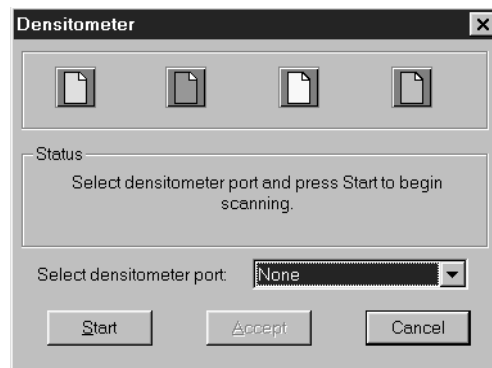 Densitometer
Status
Select densitometer port and press Start to begin
scanning.
Select densitometer port: None
Start Accept Cancel